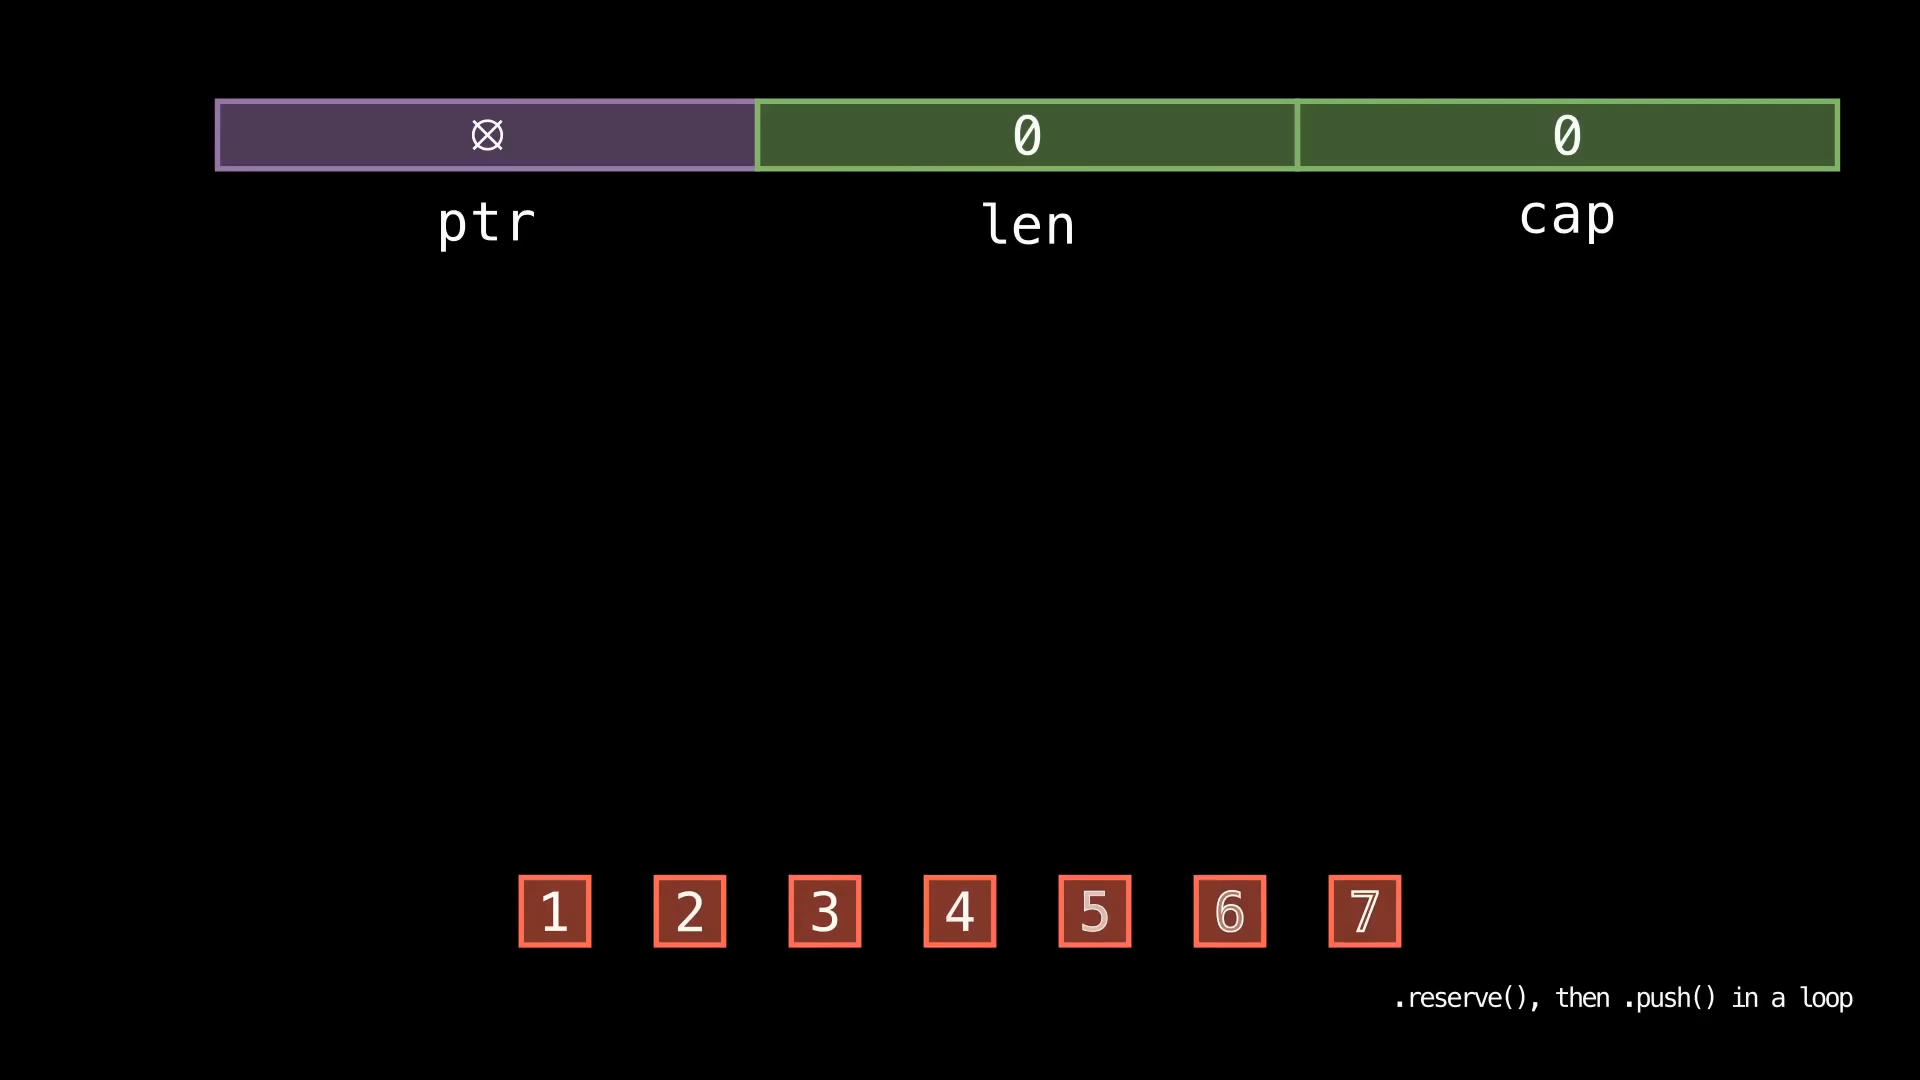 ⊗ 0 0
ptr len cap
1 2 3 4 5 6 7
.reserve(), then .push() in a loop